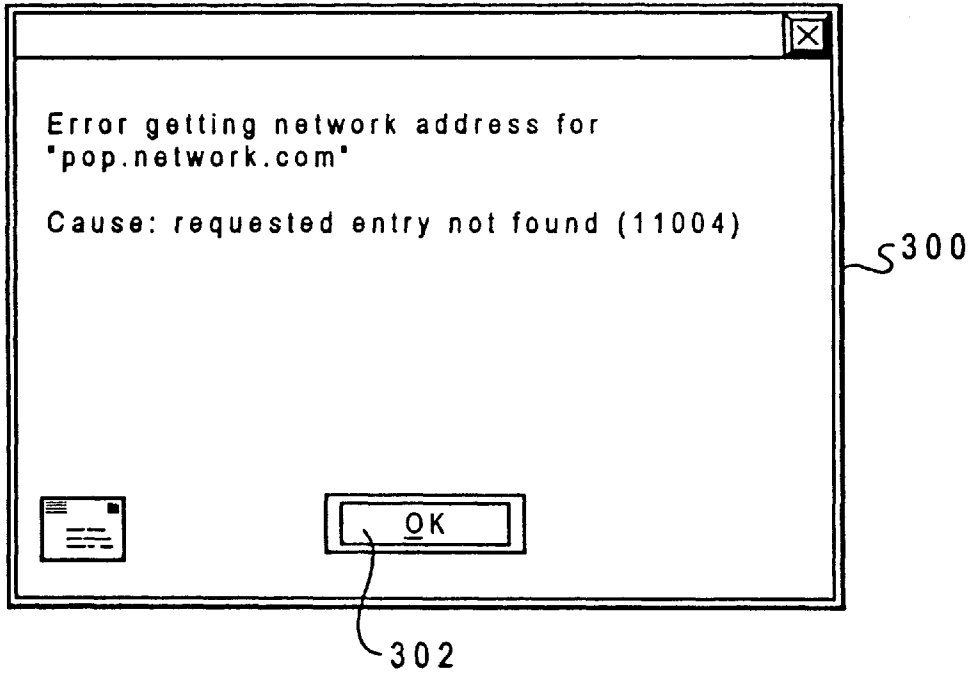 Error getting network address for
"pop.network.com"
Cause: requested entry not found (11004)
300
OK
302